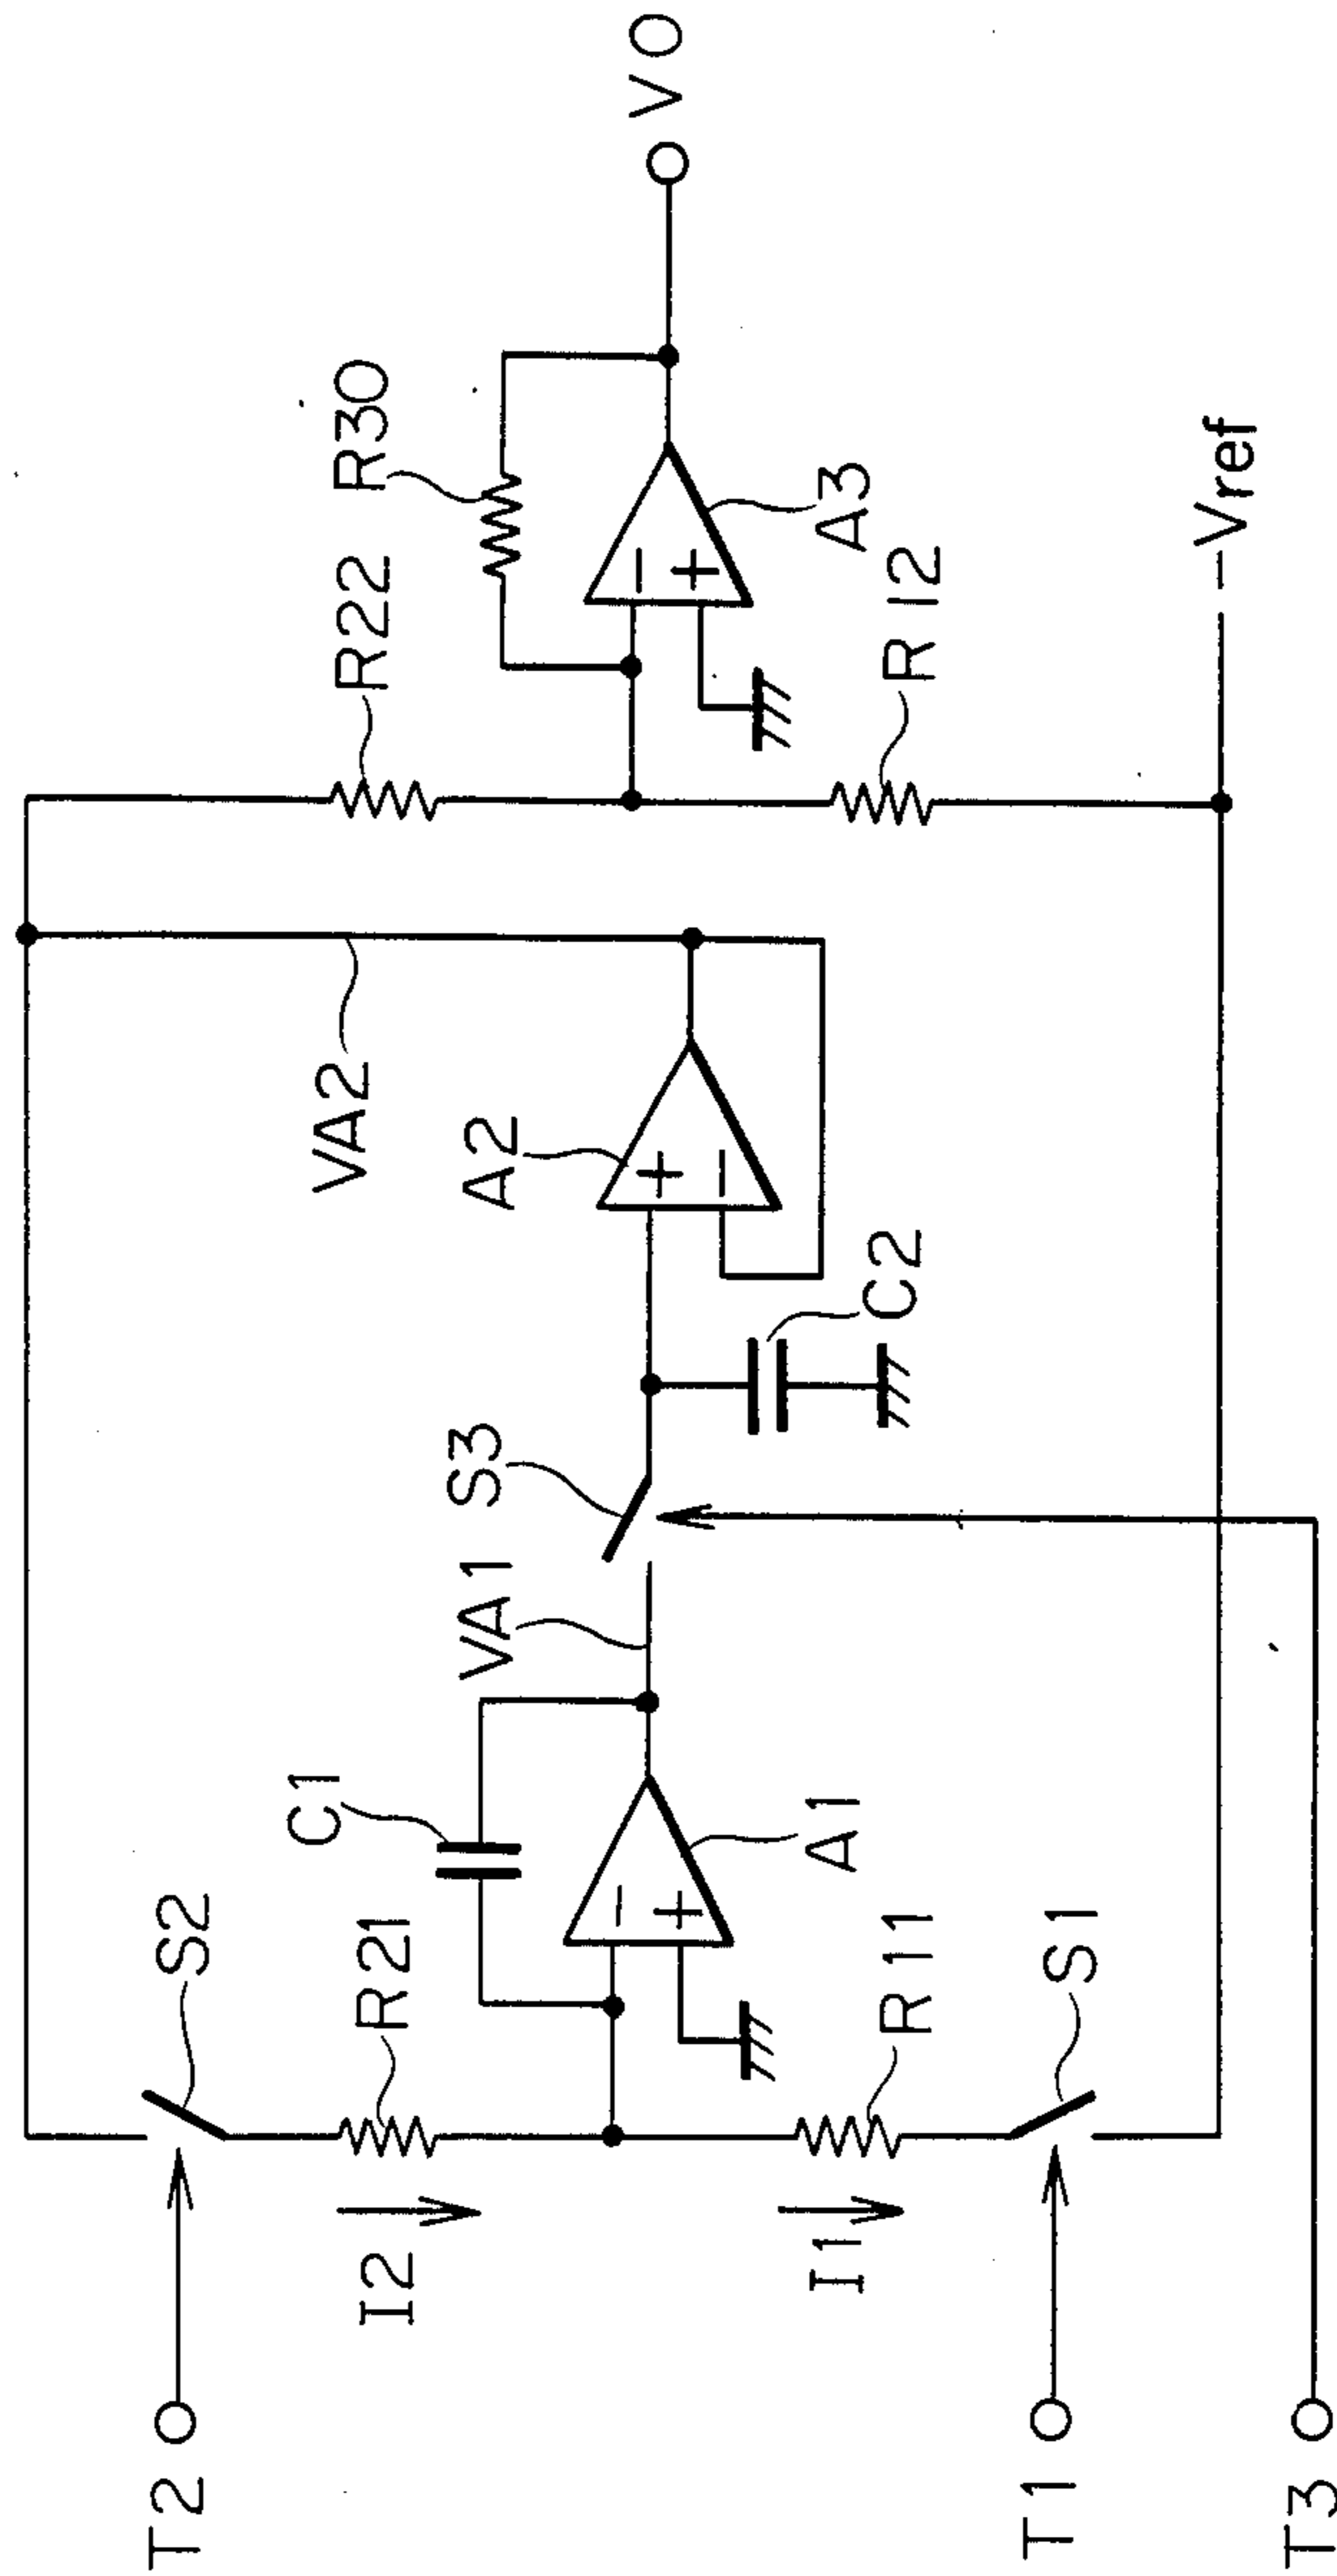 T2
S2
I2
R21
C1
A1
VA1
S3
VA2
A2
C2
R22
R30
A3
V0
R12
-Vref
I1
R11
S1
T1
T3